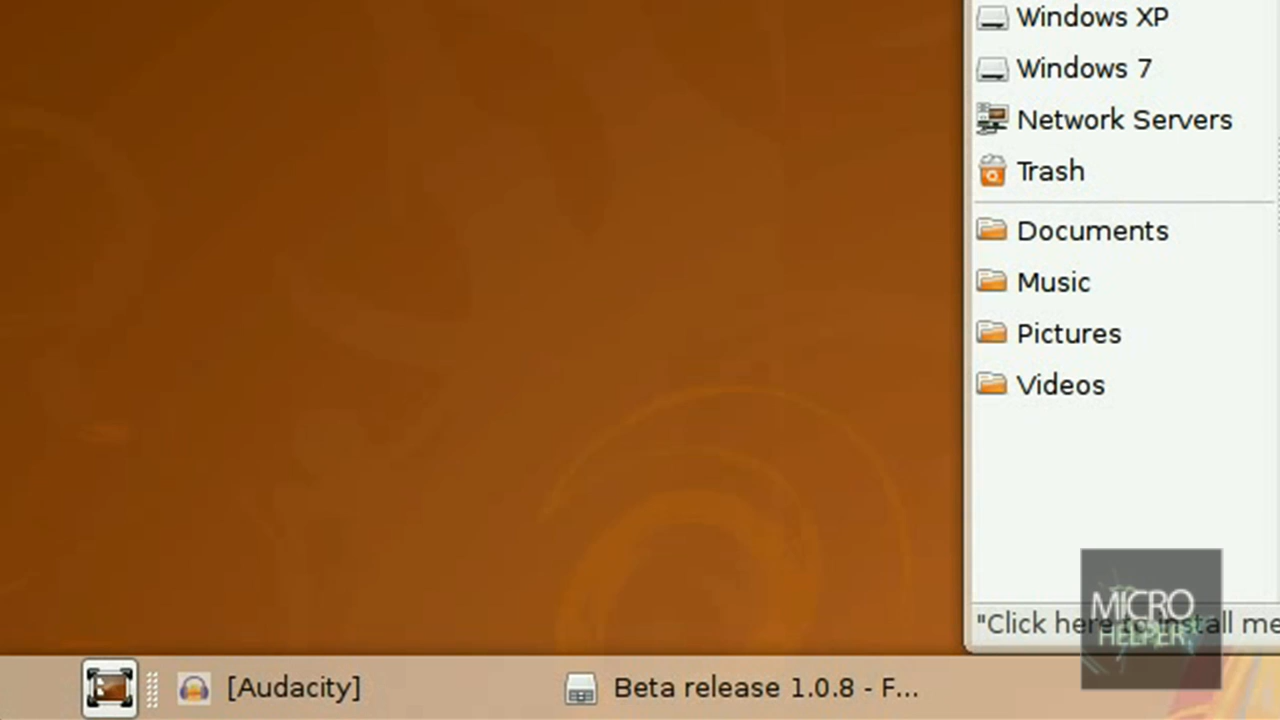 Windows XP
Windows 7
Network Servers
Trash
Documents
Music
Pictures
Videos
"Click here to install me
MICRO
HELPER
[Audacity]
Beta release 1.0.8 - F...